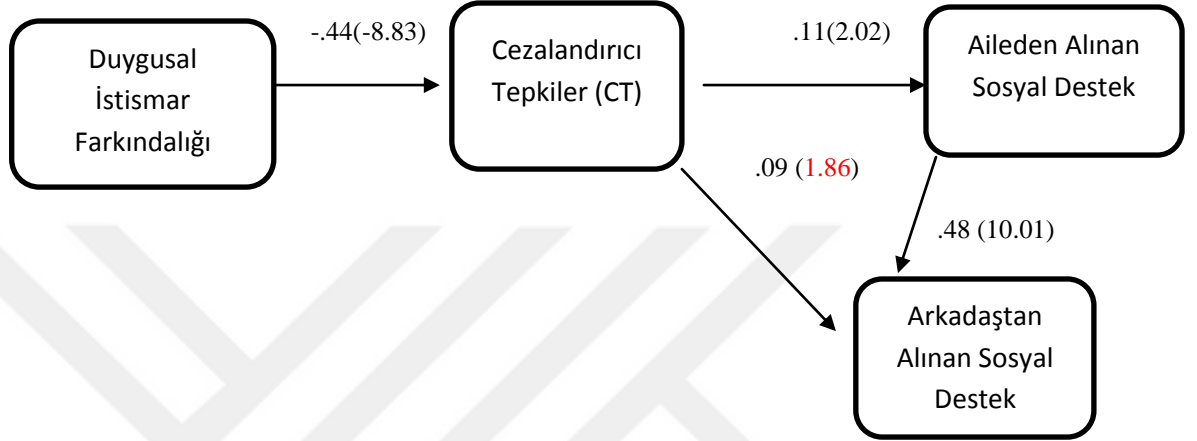 -.44(-8.83)
.11(2.02)
Duygusal
İstismar
Farkındalığı
Cezalandırıcı
Tepkiler (CT)
Aileden Alınan
Sosyal Destek
.09 (1.86)
.48 (10.01)
Arkadaştan
Alınan Sosyal
Destek